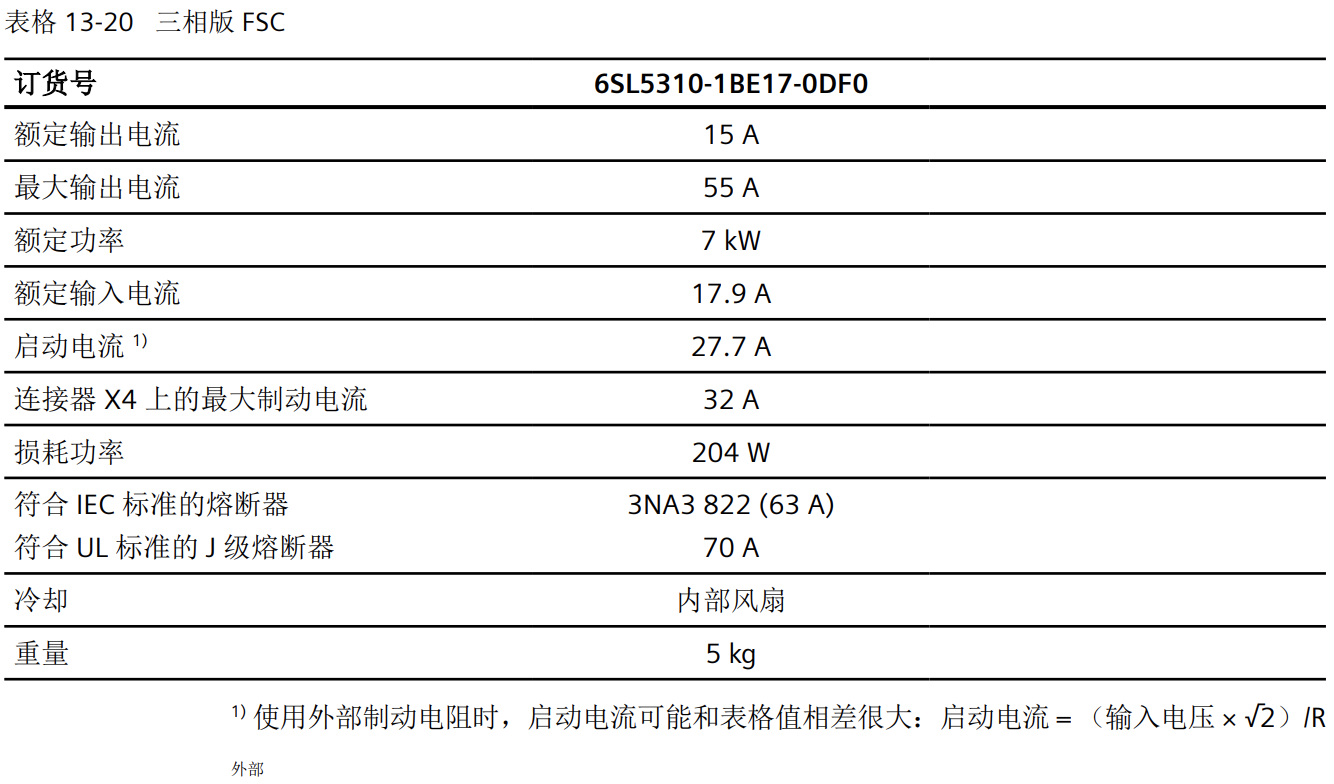 表格 13-20 三相版 FSC
订货号 6SL5310-1BE17-0DF0
额定输出电流 15 A
最大输出电流 55 A
额定功率 7 kW
额定输入电流 17.9 A
启动电流 1) 27.7 A
连接器 X4 上的最大制动电流 32 A
损耗功率 204 W
符合 IEC 标准的熔断器 3NA3 822 (63 A)
符合 UL 标准的 J 级熔断器 70 A
冷却 内部风扇
重量 5 kg
1) 使用外部制动电阻时，启动电流可能和表格值相差很大：启动电流 = （输入电压 × √2）/R
外部